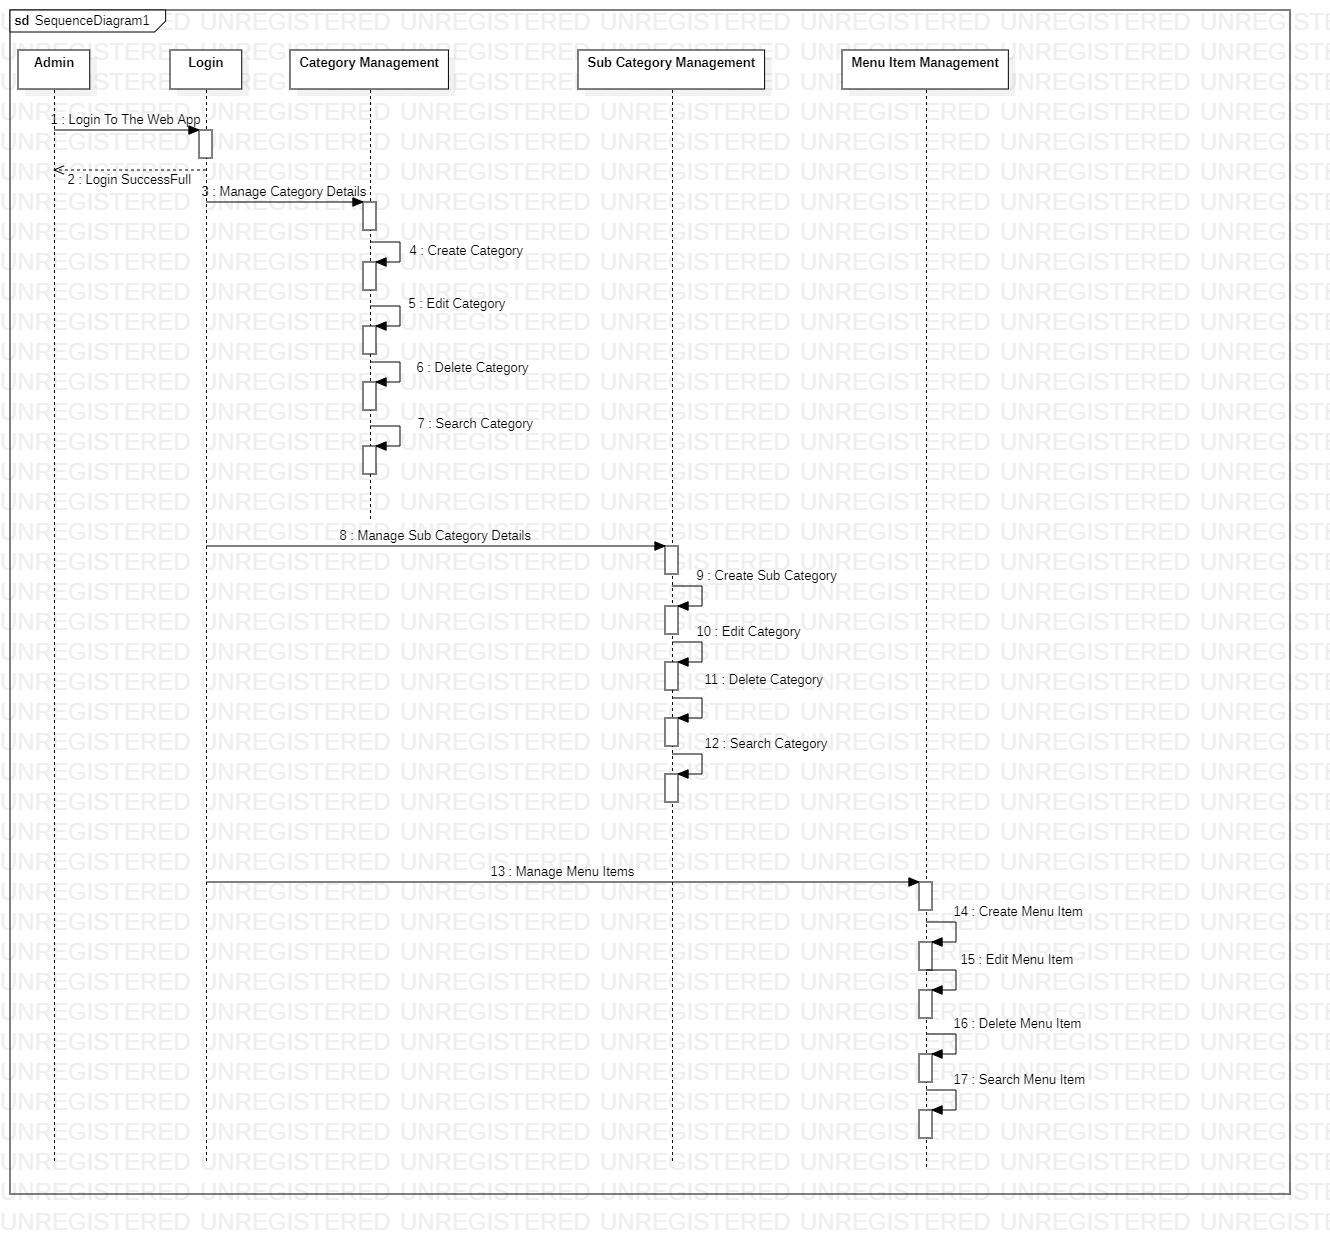 sd SequenceDiagram1
Admin
Login
Category Management
Sub Category Management
Menu Item Management
1 : Login To The Web App
2 : Login SuccessFull
3 : Manage Category Details
4 : Create Category
5 : Edit Category
6 : Delete Category
7 : Search Category
8 : Manage Sub Category Details
9 : Create Sub Category
10 : Edit Category
11 : Delete Category
12 : Search Category
13 : Manage Menu Items
14 : Create Menu Item
15 : Edit Menu Item
16 : Delete Menu Item
17 : Search Menu Item
UNREGISTERED